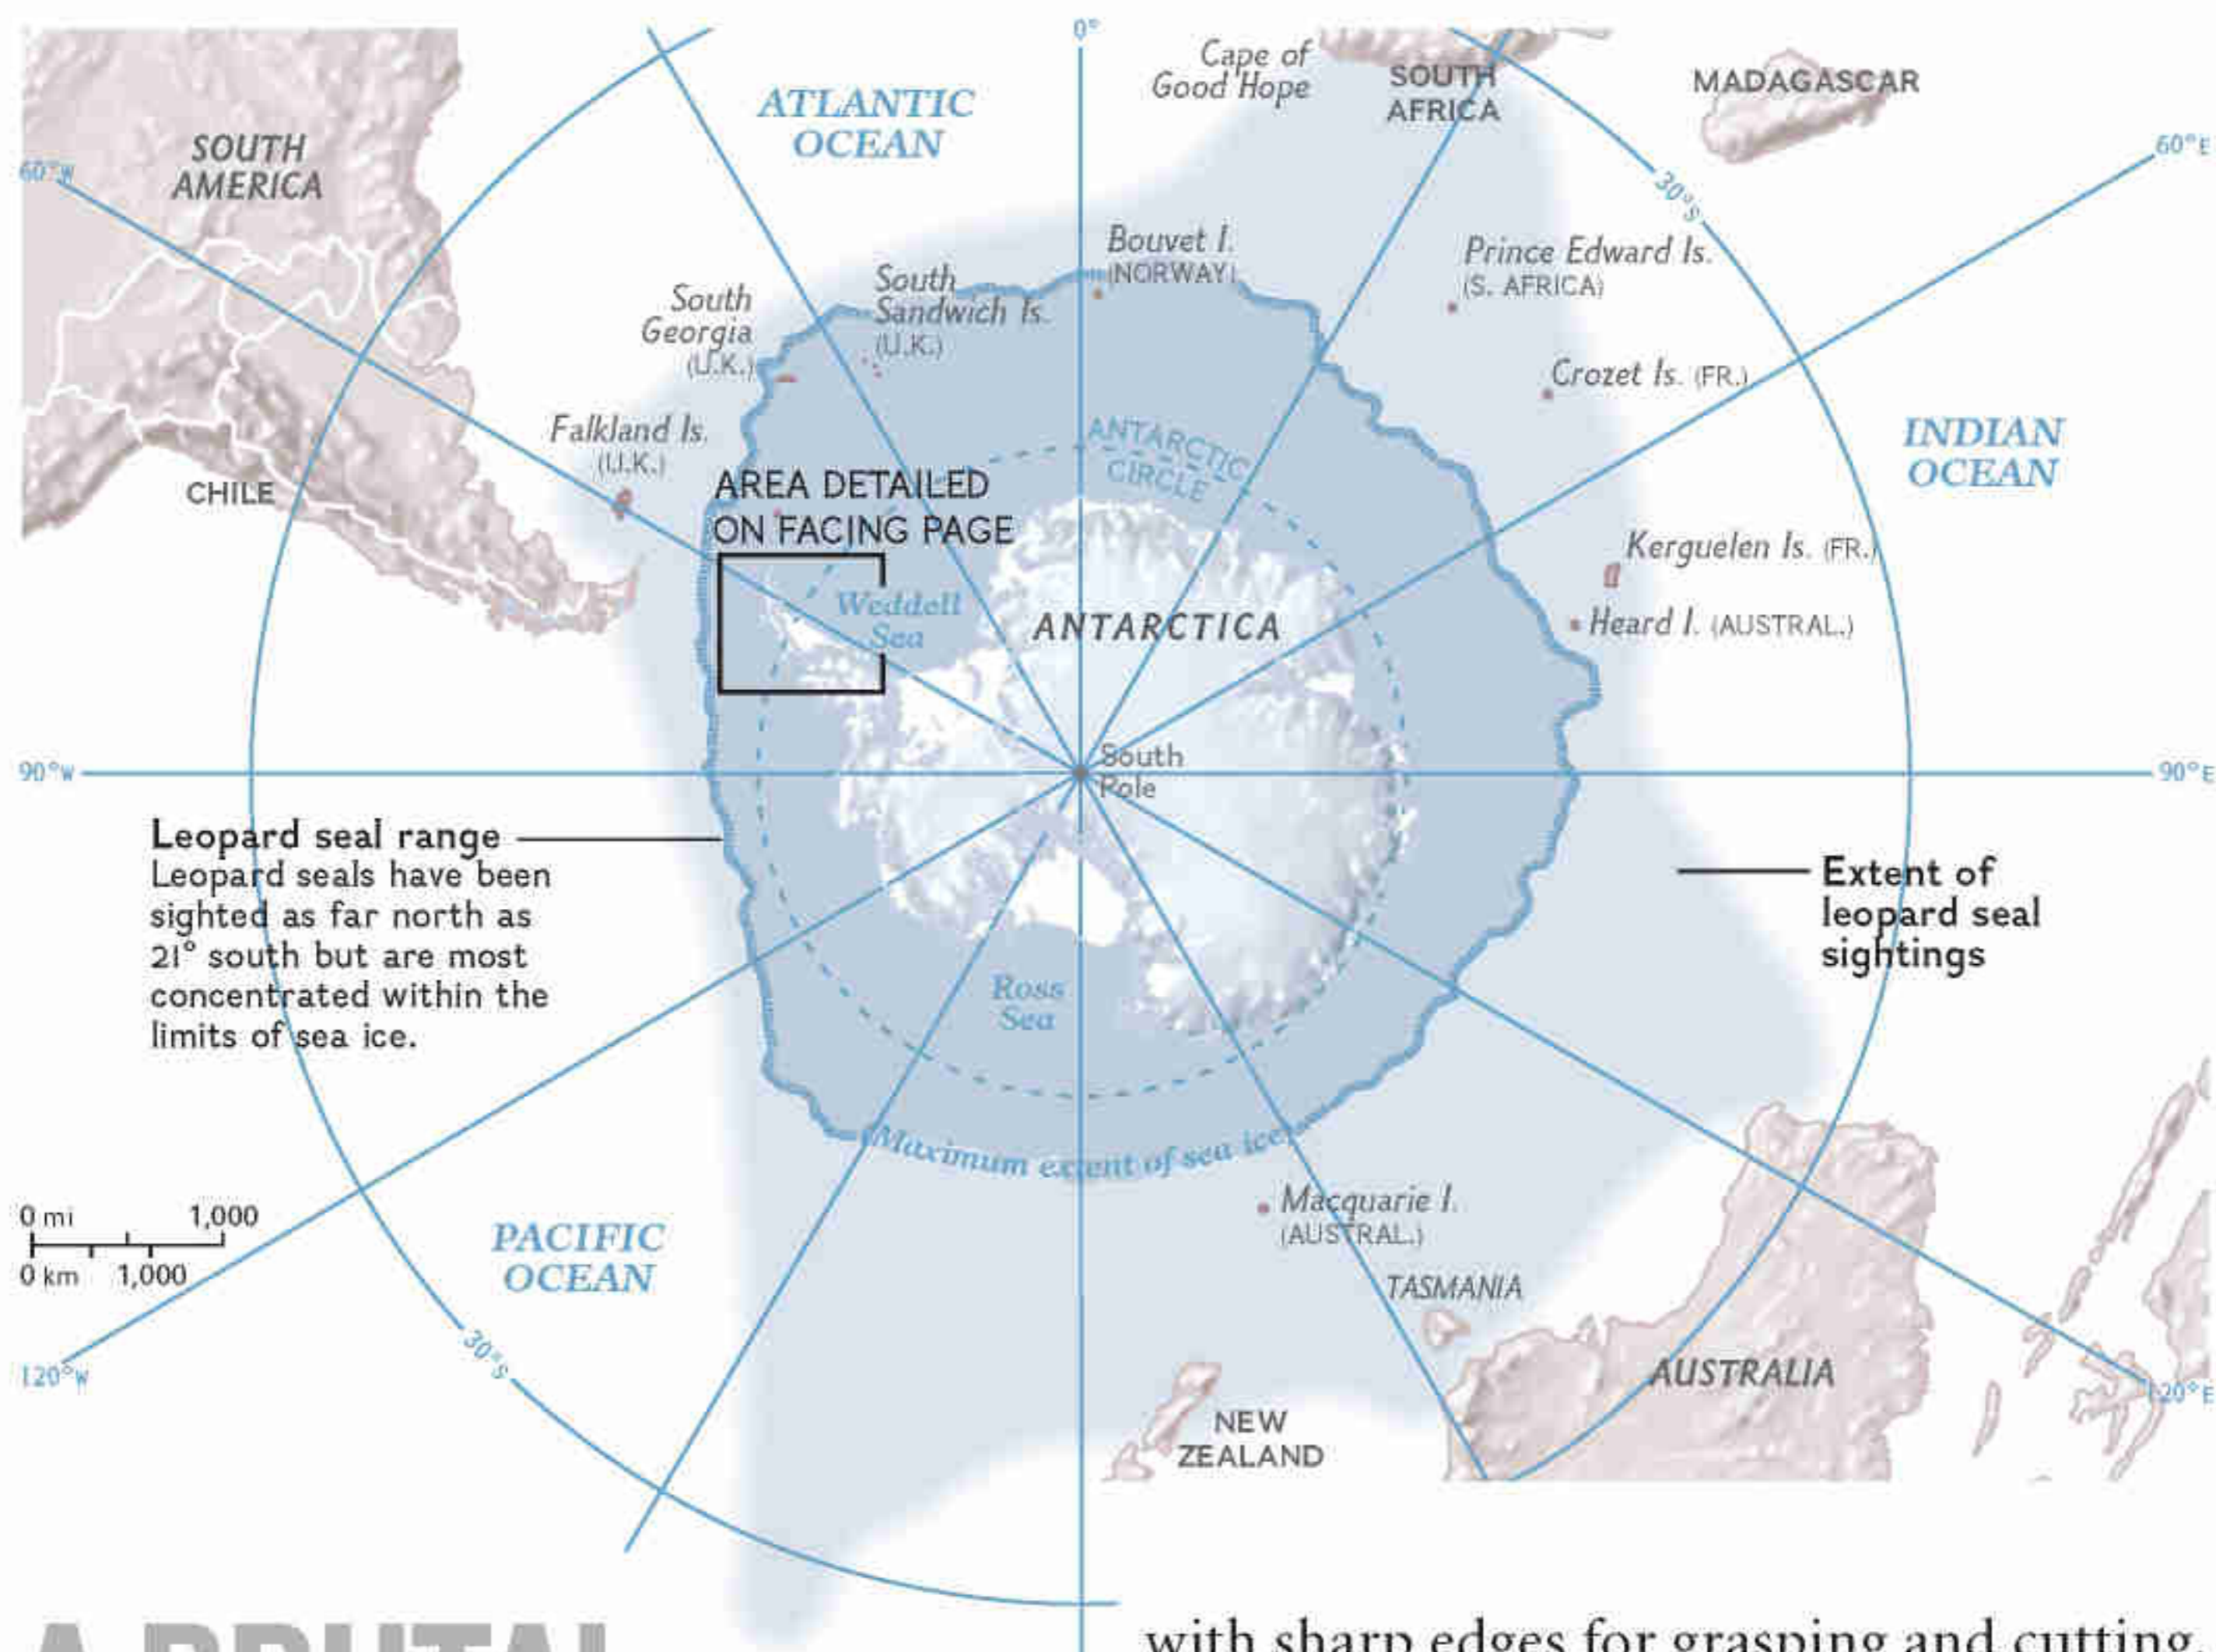 0°
Cape of
Good Hope
SOUTH
AFRICA
MADAGASCAR
ATLANTIC
OCEAN
SOUTH
AMERICA
60°W
60°E
30°S
Bouvet I.
(NORWAY)
Prince Edward Is.
(S. AFRICA)
South
Sandwich Is.
(U.K.)
South
Georgia
(U.K.)
Crozet Is. (FR.)
Falkland Is.
(U.K.)
ANTARCTIC
CIRCLE
INDIAN
OCEAN
CHILE
AREA DETAILED
ON FACING PAGE
Kerguelen Is. (FR.)
Weddell
Sea
ANTARCTICA
Heard I. (AUSTRAL.)
90°W
South
Pole
90°E
Leopard seal range
Leopard seals have been
sighted as far north as
21° south but are most
concentrated within the
limits of sea ice.
Extent of
leopard seal
sightings
Ross
Sea
Maximum extent of sea ice
Macquarie I.
(AUSTRAL.)
0 mi 1,000
0 km 1,000
PACIFIC
OCEAN
TASMANIA
30°S
120°W
AUSTRALIA
120°E
NEW
ZEALAND
A BRUTAL
with sharp edges for grasping and cutting.